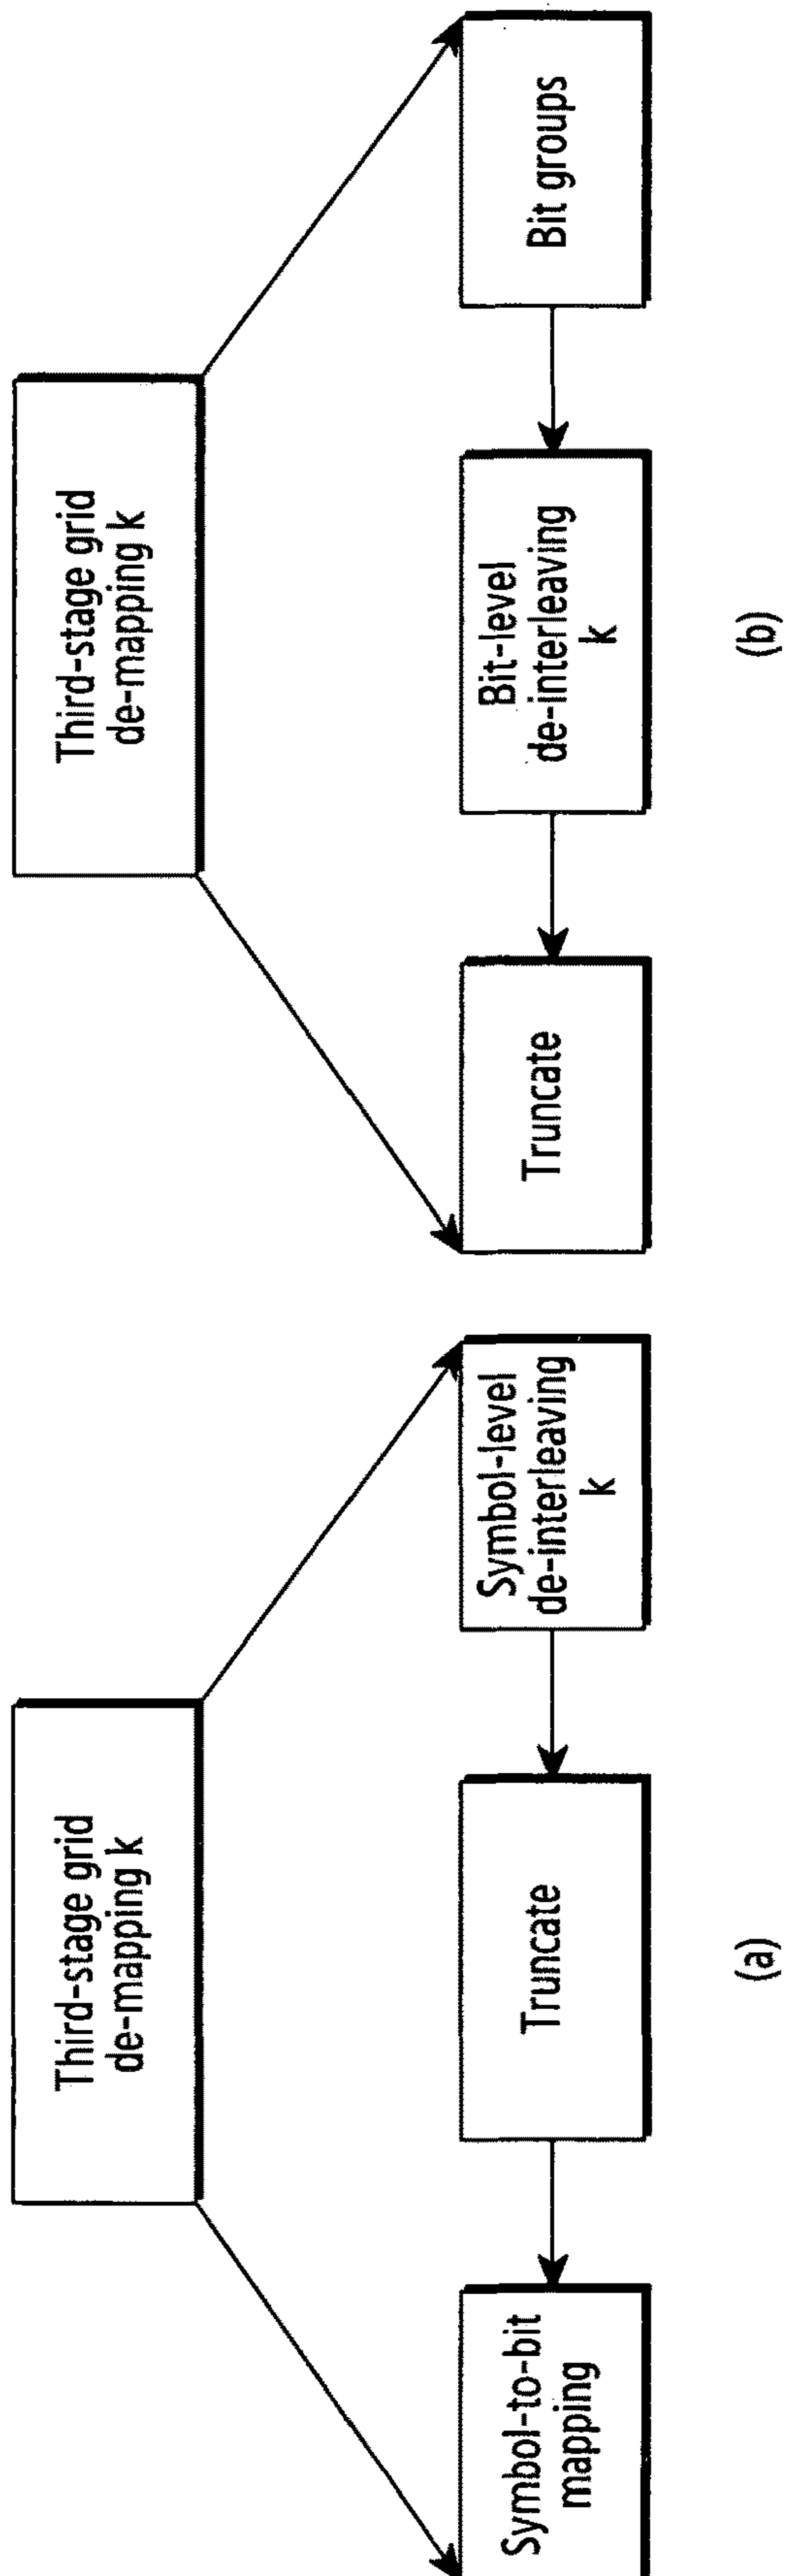 Third-stage grid
de-mapping k
Symbol-to-bit
mapping
Truncate
Symbol-level
de-interleaving
k
(a)
Third-stage grid
de-mapping k
Truncate
Bit-level
de-interleaving
k
Bit groups
(b)